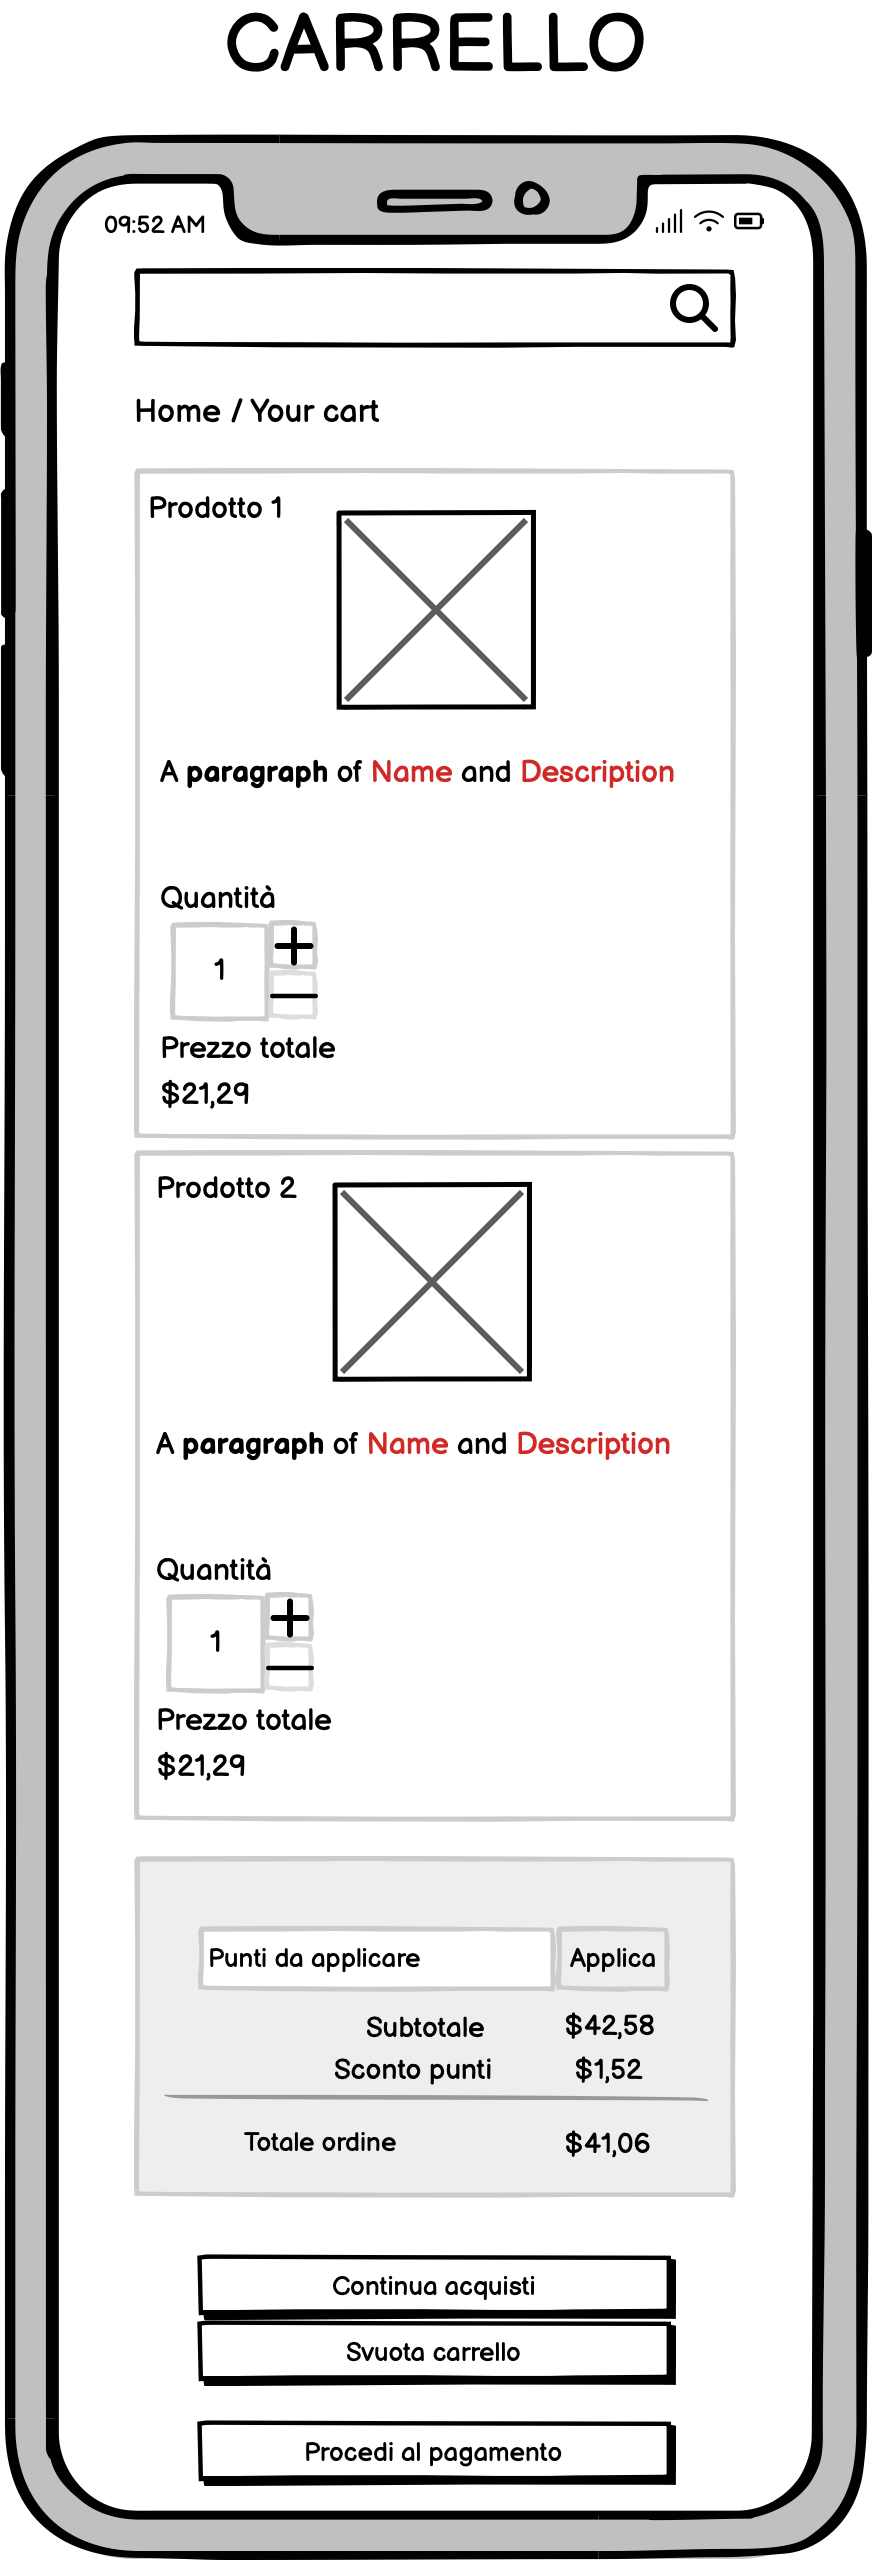 CARRELLO
09:52 AM
Home / Your cart
Prodotto 1
A paragraph of Name and Description
Quantità
1
Prezzo totale
$21,29
Prodotto 2
A paragraph of Name and Description
Quantità
1
Prezzo totale
$21,29
Punti da applicare Applica
Subtotale $42,58
Sconto punti $1,52
Totale ordine $41,06
Continua acquisti
Svuota carrello
Procedi al pagamento